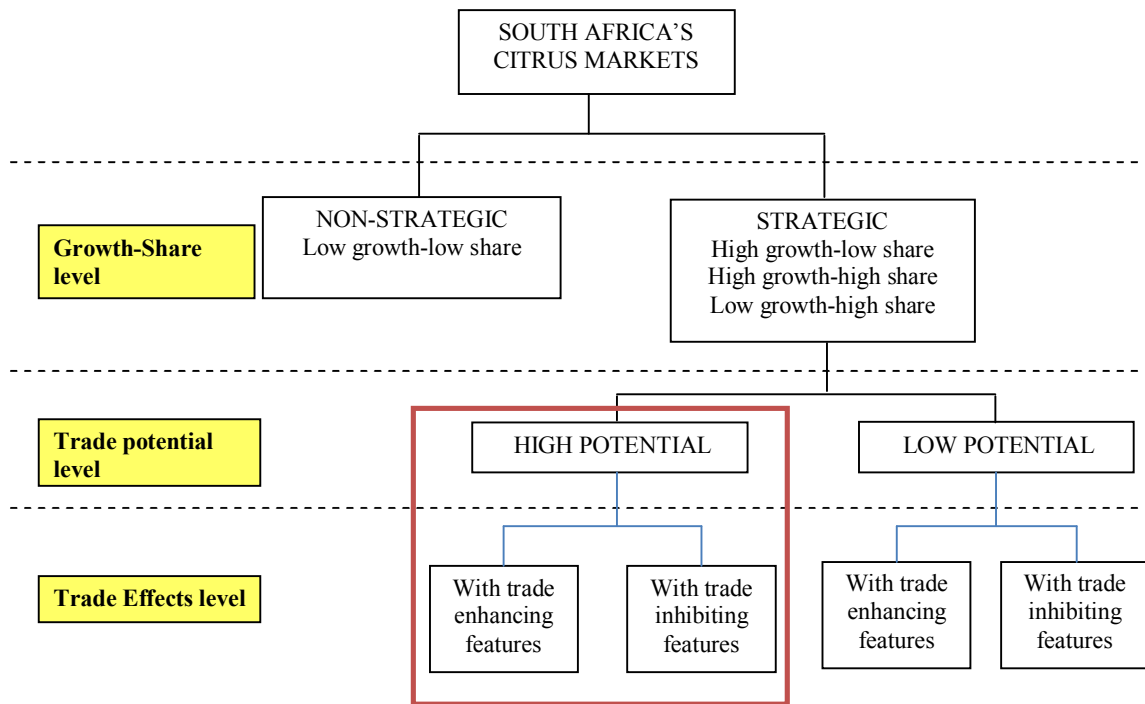 SOUTH AFRICA’S
CITRUS MARKETS
Growth-Share
level
NON-STRATEGIC
Low growth-low share
STRATEGIC
High growth-low share
High growth-high share
Low growth-high share
Trade potential
level
HIGH POTENTIAL
LOW POTENTIAL
Trade Effects level
With trade
enhancing
features
With trade
inhibiting
features
With trade
enhancing
features
With trade
inhibiting
features